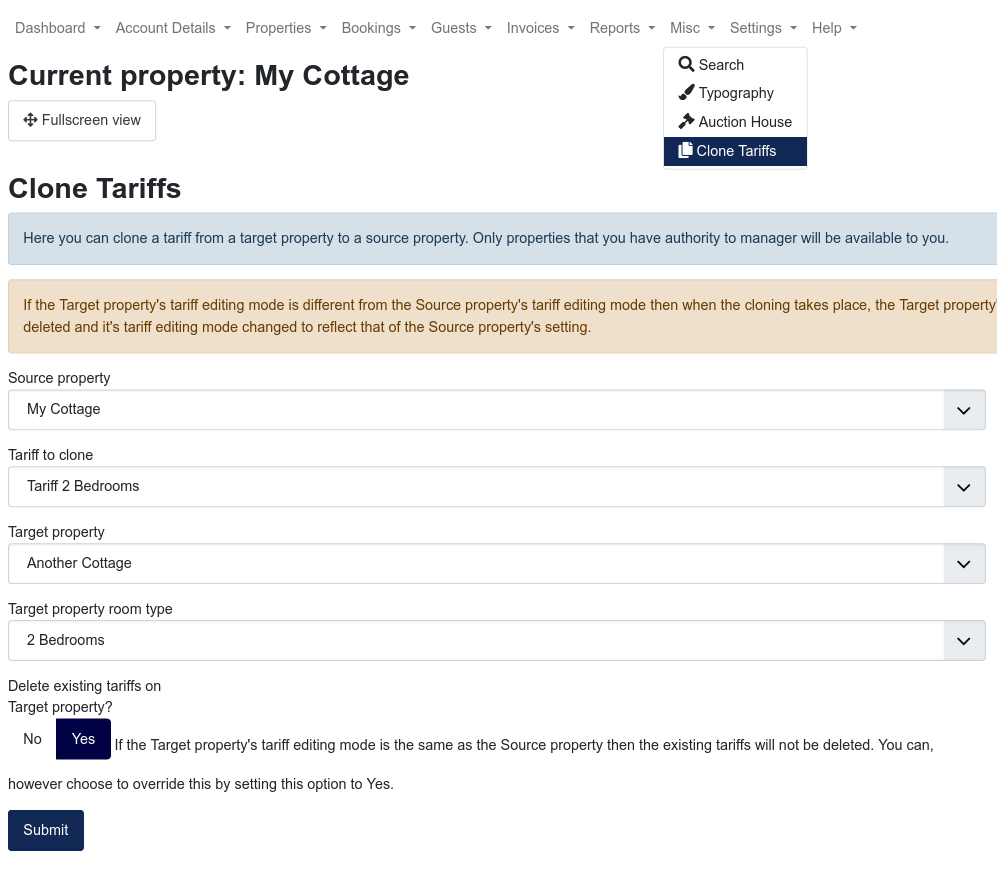 Dashboard Account Details Properties Bookings Guests Invoices Reports Misc Settings Help
Search
Typography
Auction House
Clone Tariffs
Current property: My Cottage
Fullscreen view
Clone Tariffs
Here you can clone a tariff from a target property to a source property. Only properties that you have authority to manager will be available to you.
If the Target property's tariff editing mode is different from the Source property's tariff editing mode then when the cloning takes place, the Target property'
deleted and it's tariff editing mode changed to reflect that of the Source property's setting.
Source property
My Cottage
Tariff to clone
Tariff 2 Bedrooms
Target property
Another Cottage
Target property room type
2 Bedrooms
Delete existing tariffs on
Target property?
No Yes If the Target property's tariff editing mode is the same as the Source property then the existing tariffs will not be deleted. You can,
however choose to override this by setting this option to Yes.
Submit